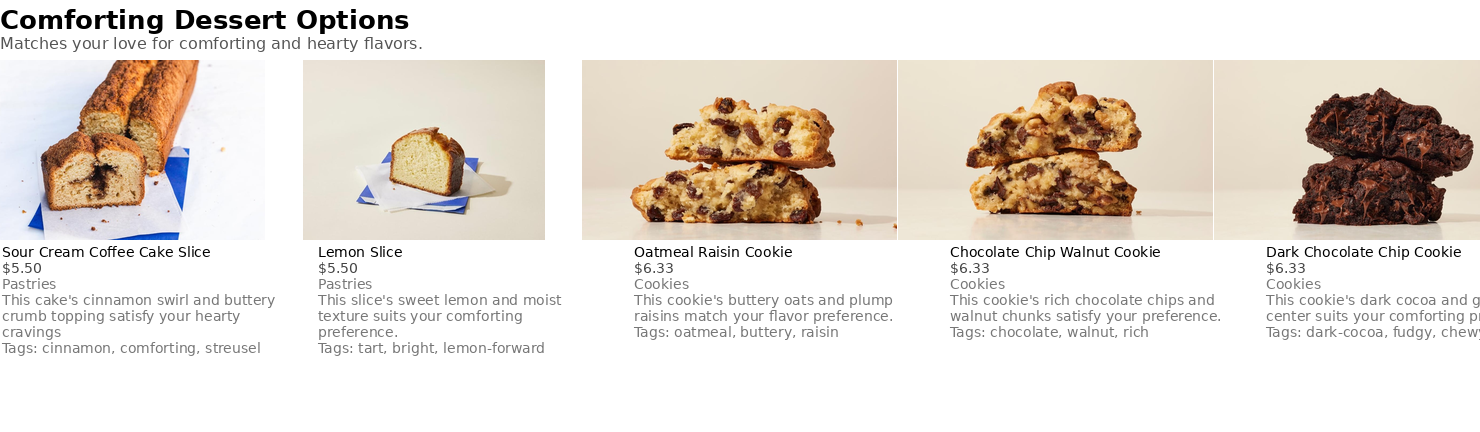 Comforting Dessert Options
Matches your love for comforting and hearty flavors.
Sour Cream Coffee Cake Slice
$5.50
Pastries
This cake's cinnamon swirl and buttery
crumb topping satisfy your hearty
cravings
Tags: cinnamon, comforting, streusel
Lemon Slice
$5.50
Pastries
This slice's sweet lemon and moist
texture suits your comforting
preference.
Tags: tart, bright, lemon-forward
Oatmeal Raisin Cookie
$6.33
Cookies
This cookie's buttery oats and plump
raisins match your flavor preference.
Tags: oatmeal, buttery, raisin
Chocolate Chip Walnut Cookie
$6.33
Cookies
This cookie's rich chocolate chips and
walnut chunks satisfy your preference.
Tags: chocolate, walnut, rich
Dark Chocolate Chip Cookie
$6.33
Cookies
This cookie's dark cocoa and
center suits your comforting
Tags: dark-cocoa, fudgy,